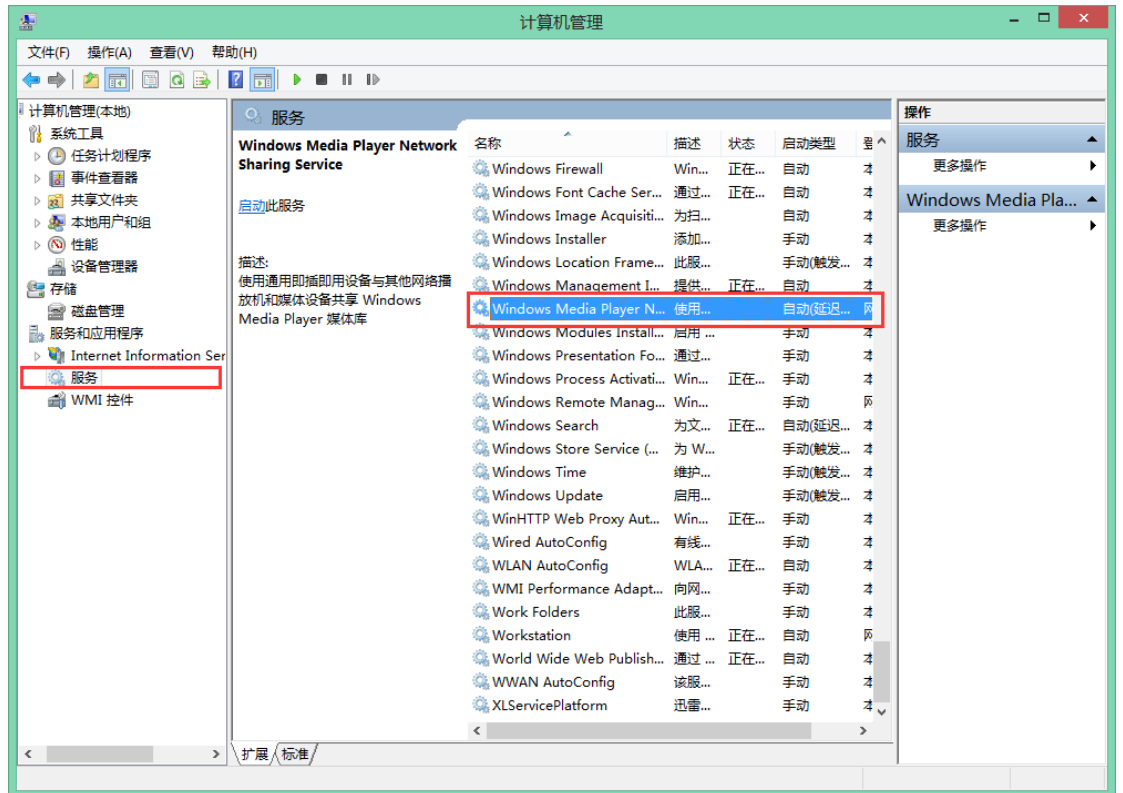 计算机管理
文件(F) 操作(A) 查看(V) 帮助(H)
计算机管理(本地)
系统工具
任务计划程序
事件查看器
共享文件夹
本地用户和组
性能
设备管理器
存储
磁盘管理
服务和应用程序
Internet Information Ser
服务
WMI 控件
服务
Windows Media Player Network
Sharing Service
启动此服务
描述:
使用通用即插即用设备与其他网络播
放机和媒体设备共享 Windows
Media Player 媒体库
名称 描述 状态 启动类型
Windows Firewall Win... 正在... 自动
Windows Font Cache Ser... 通过... 正在... 自动
Windows Image Acquisiti... 为扫... 自动
Windows Installer 添加... 手动
Windows Location Frame... 此服... 手动(触发...
Windows Management I... 提供... 正在... 自动
Windows Media Player N... 使用... 自动(延迟...
Windows Modules Install... 启用 ... 手动
Windows Presentation Fo... 通过... 手动
Windows Process Activati... Win... 正在... 手动
Windows Remote Manag... Win... 手动
Windows Search 为文... 正在... 自动(延迟...
Windows Store Service (... 为 W... 手动(触发...
Windows Time 维护... 手动(触发...
Windows Update 启用... 手动(触发...
WinHTTP Web Proxy Aut... Win... 正在... 手动
Wired AutoConfig 有线... 手动
WLAN AutoConfig WLA... 正在... 自动
WMI Performance Adapt... 向网... 手动
Work Folders 此服... 手动
Workstation 使用 ... 正在... 自动
World Wide Web Publish... 通过 ... 正在... 自动
WWAN AutoConfig 该服... 手动
XLServicePlatform 迅雷... 手动
扩展 标准
操作
服务
更多操作
Windows Media Pla...
更多操作